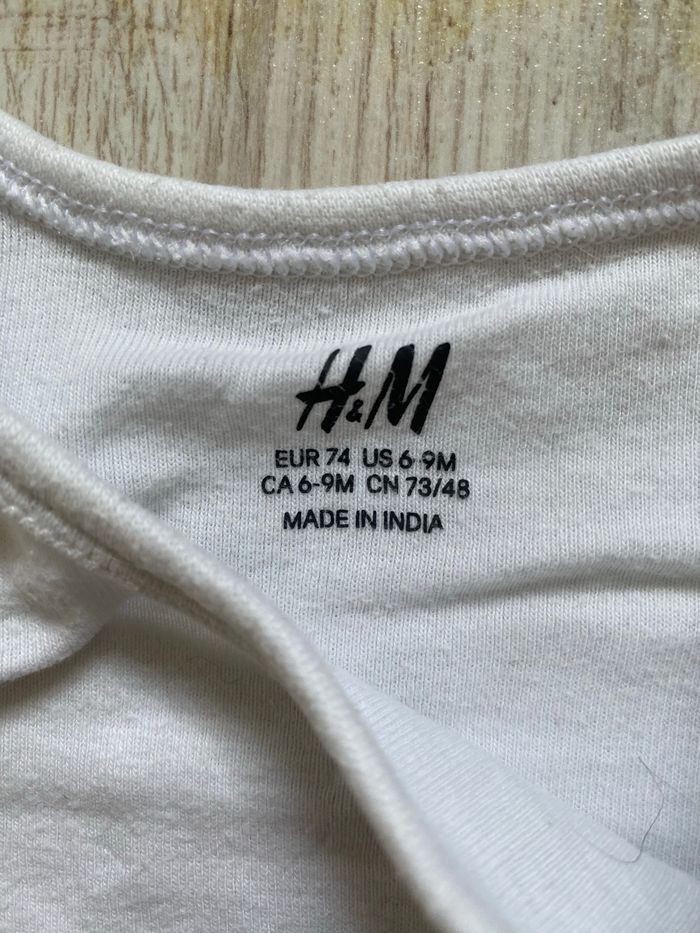 H&M
EUR 74 US 6-9M
CA 6-9M CN 73/48
MADE IN INDIA